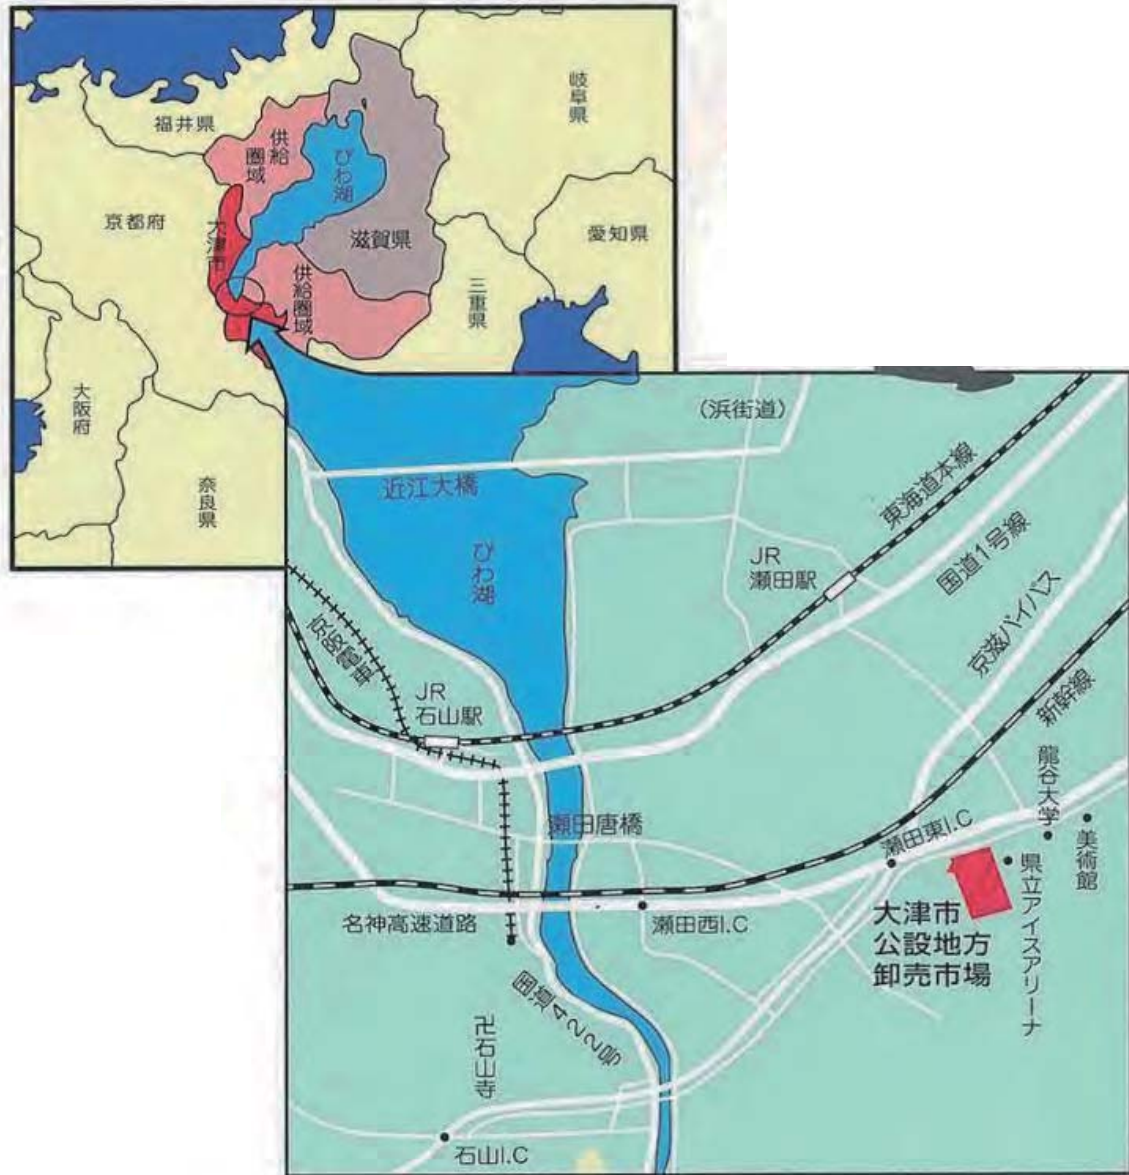 福井県
岐阜県
供給
圏域
びわ湖
京都府
大津市
滋賀県
愛知県
供給圏域
三重県
大阪府
奈良県
(浜街道)
近江大橋
東海道本線
びわ湖
JR
瀬田駅
国道1号線
京滋バイパス
京阪電車
新幹線
JR
石山駅
龍谷大学
瀬田唐橋
瀬田東I.C
美術館
県立アイスアリーナ
名神高速道路
瀬田西I.C
大津市
公設地方
卸売市場
国道422号
卍石山寺
石山I.C